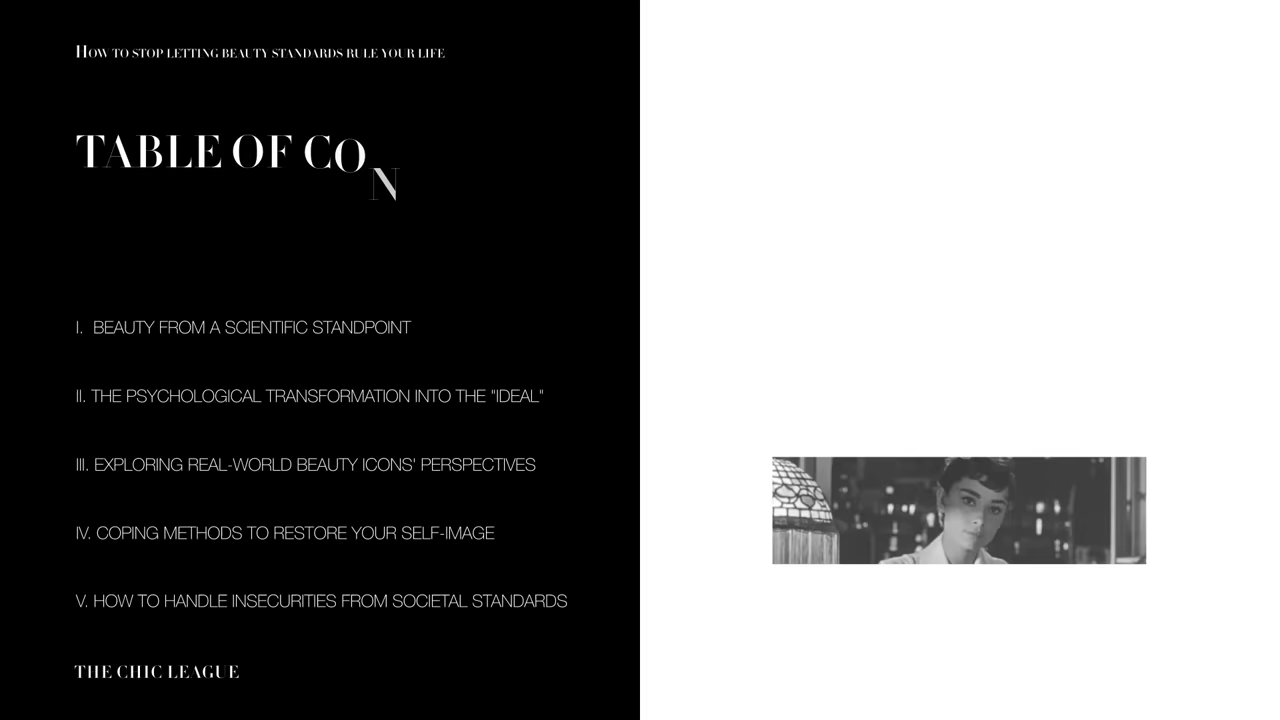 HOW TO STOP LETTING BEAUTY STANDARDS RULE YOUR LIFE
TABLE OF CON
I. BEAUTY FROM A SCIENTIFIC STANDPOINT
II. THE PSYCHOLOGICAL TRANSFORMATION INTO THE "IDEAL"
III. EXPLORING REAL-WORLD BEAUTY ICONS' PERSPECTIVES
IV. COPING METHODS TO RESTORE YOUR SELF-IMAGE
V. HOW TO HANDLE INSECURITIES FROM SOCIETAL STANDARDS
THE CHIC LEAGUE